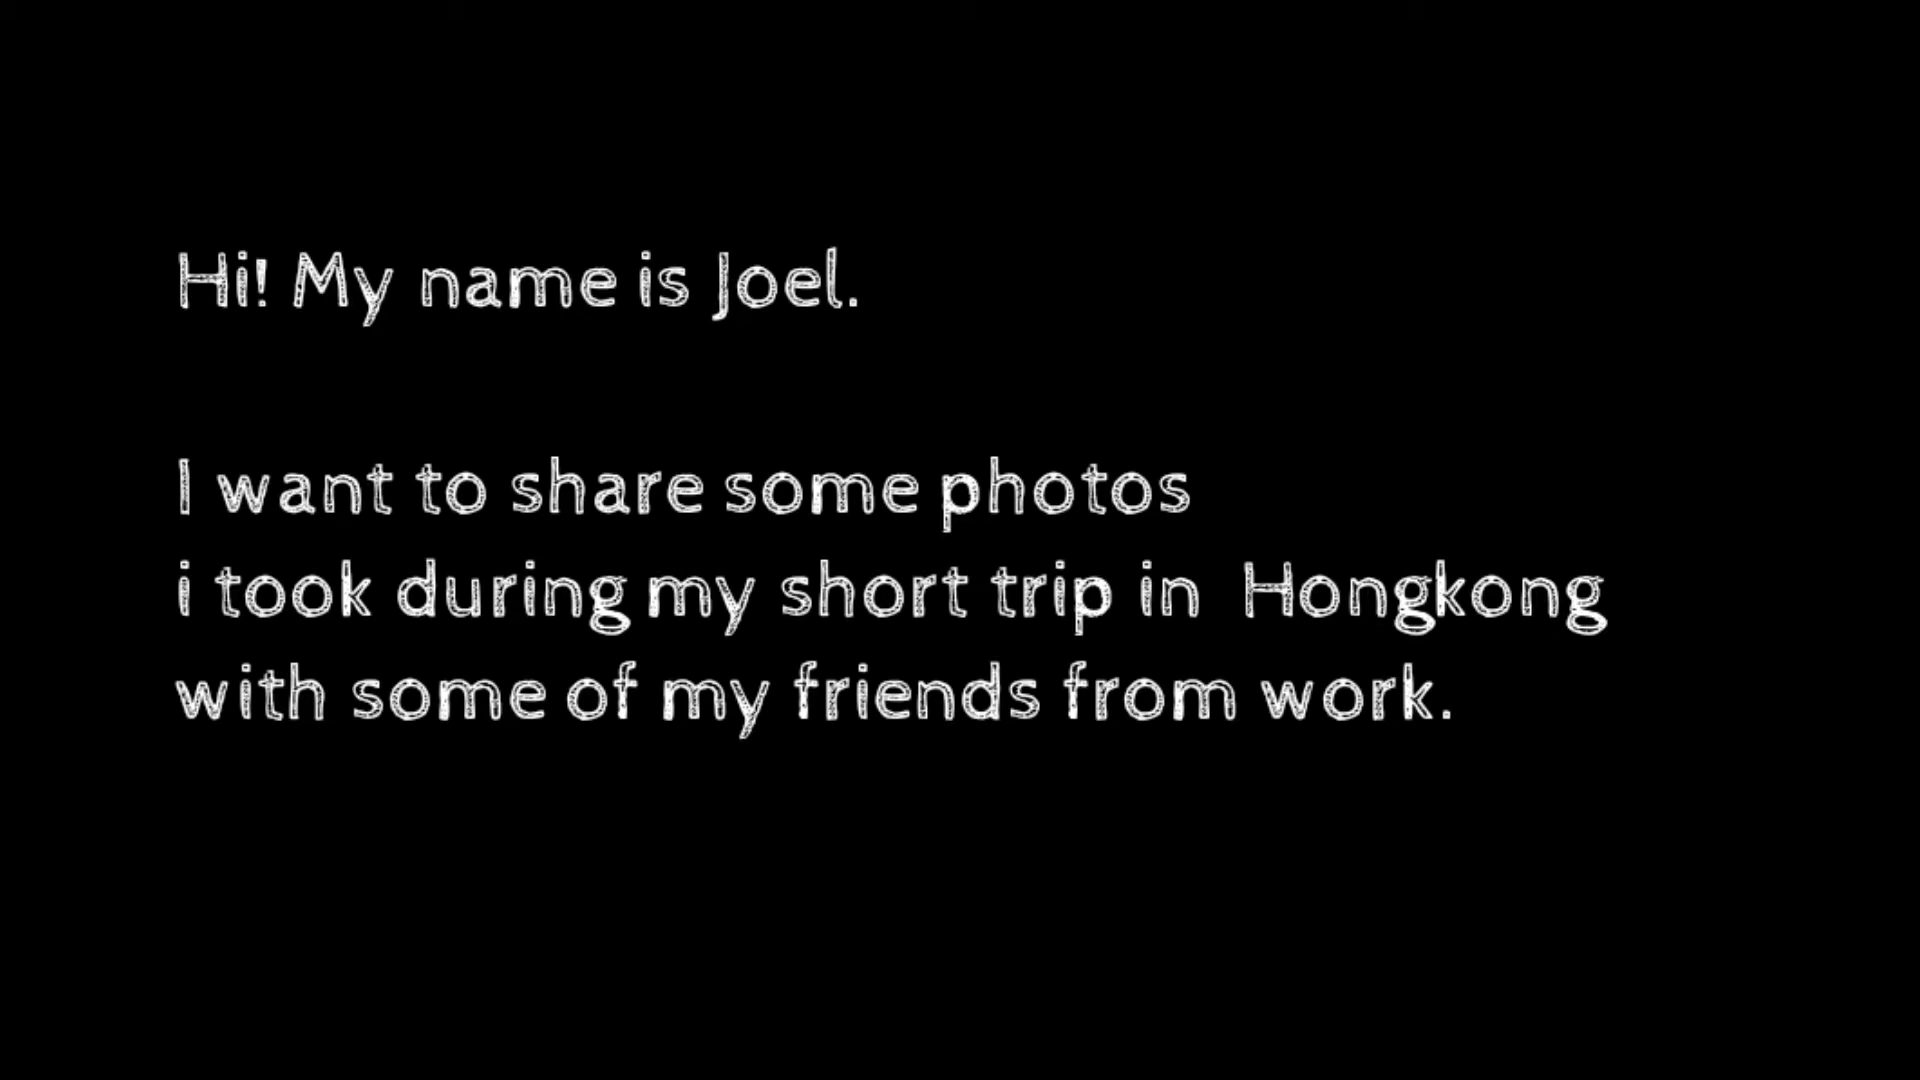 Hi! My name is Joel.
I want to share some photos
i took during my short trip in  Hongkong
with some of my friends from work.